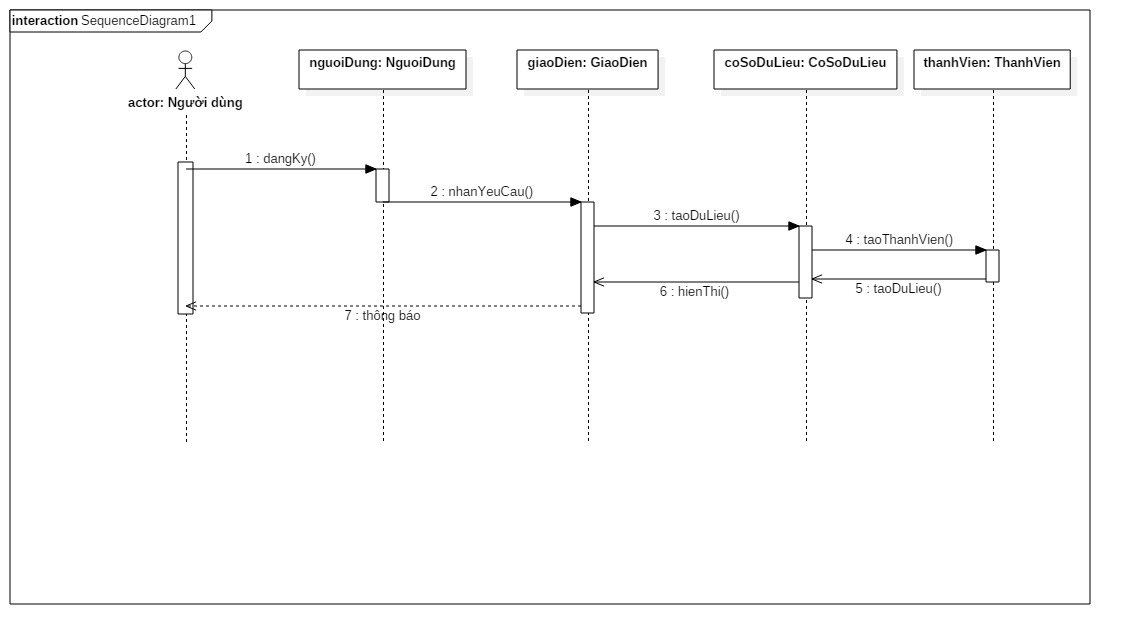 interaction SequenceDiagram1
nguoiDung: NguoiDung
giaoDien: GiaoDien
coSoDuLieu: CoSoDuLieu
thanhVien: ThanhVien
actor: Người dùng
1 : dangKy()
2 : nhanYeuCau()
3 : taoDuLieu()
4 : taoThanhVien()
5 : taoDuLieu()
6 : hienThi()
7 : thông báo